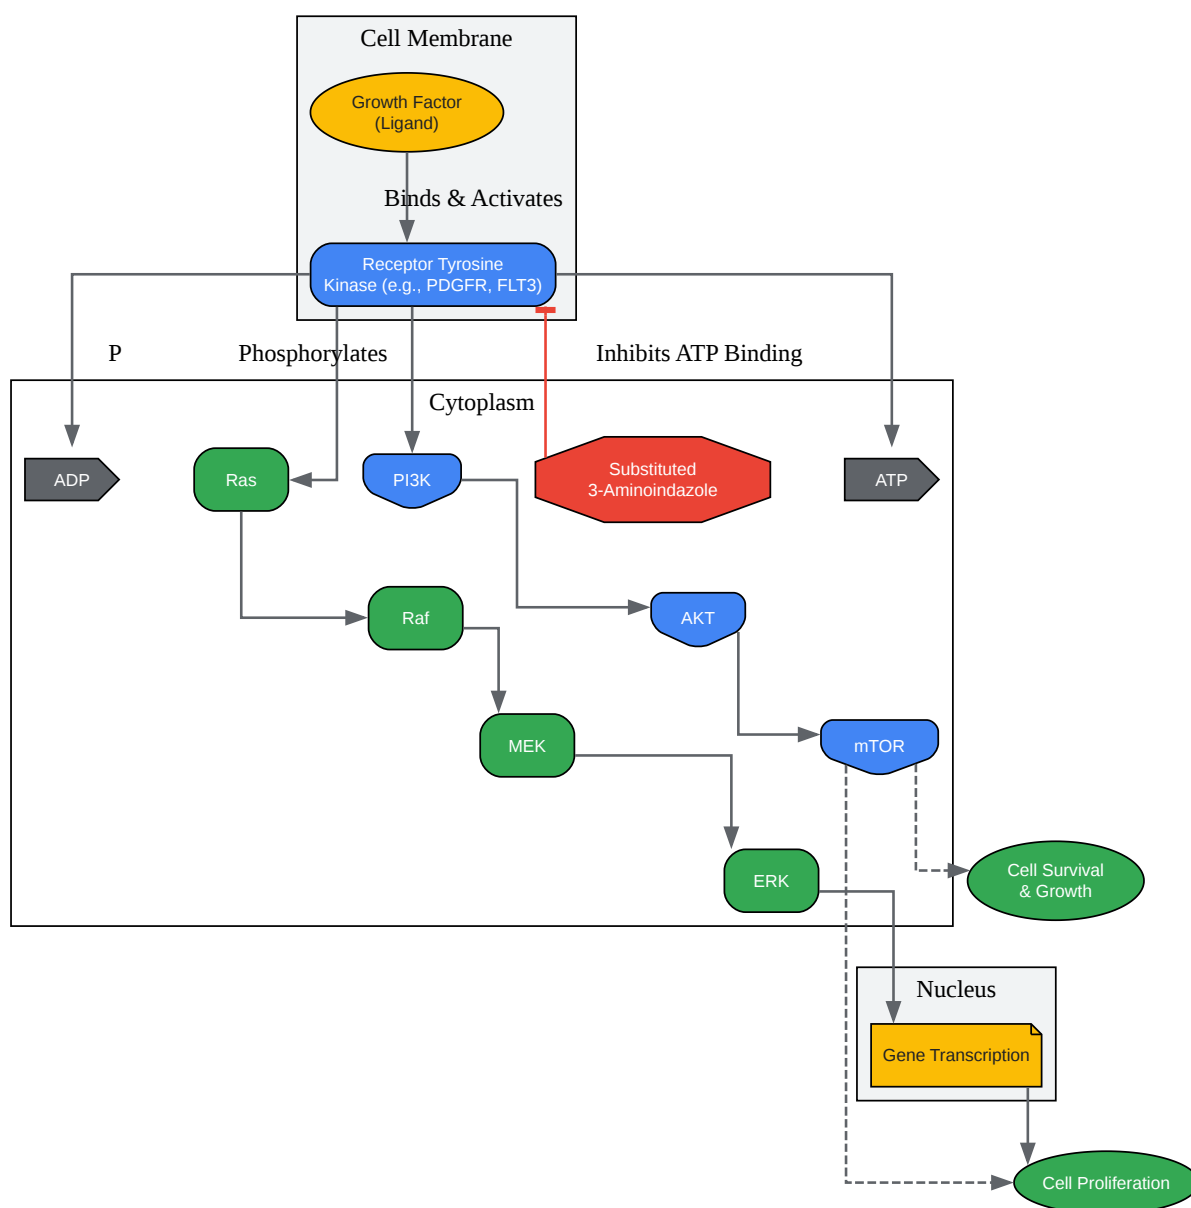 Cell Membrane
Growth Factor
(Ligand)
Binds & Activates
Receptor Tyrosine
Kinase (e.g., PDGFR, FLT3)
P
Phosphorylates
Inhibits ATP Binding
Cytoplasm
ADP
Ras
PI3K
Substituted
3-Aminoindazole
ATP
Raf
AKT
MEK
mTOR
ERK
Cell Survival
& Growth
Nucleus
Gene Transcription
Cell Proliferation